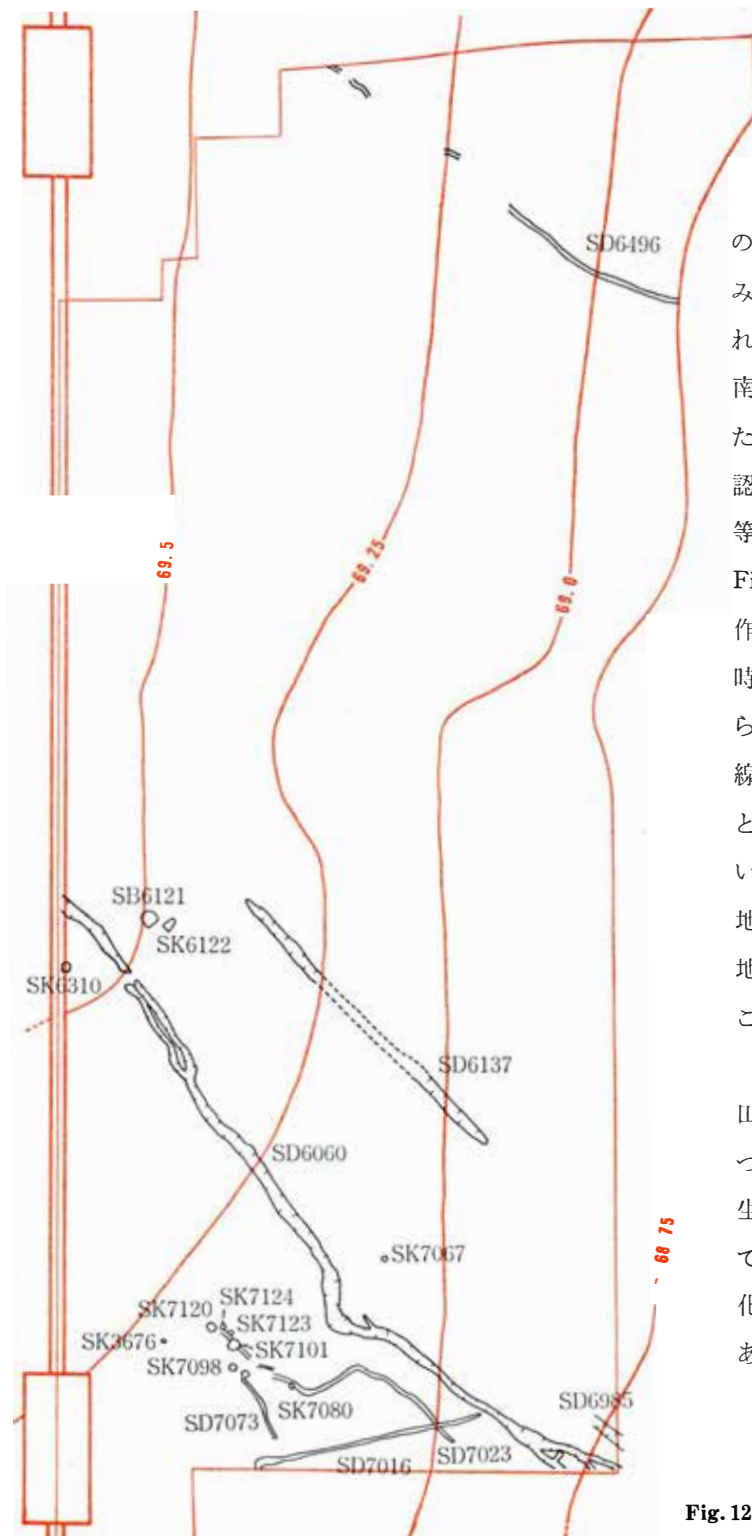 SD6496
の
み
れ
南
た
認
等
Fi
作
時
ら
線
と
い
地
地
こ
つ
生
て
化
あ
69.5
69.25
69.0
SB6121
SK6122
SK6310
SD6137
SD6060
68 75
SK7067
SK7124
SK7120
SK7123
SK3676
SK7101
SK7098
SK7080
SD7073
SD6985
SD7023
SD7016
Fig. 12